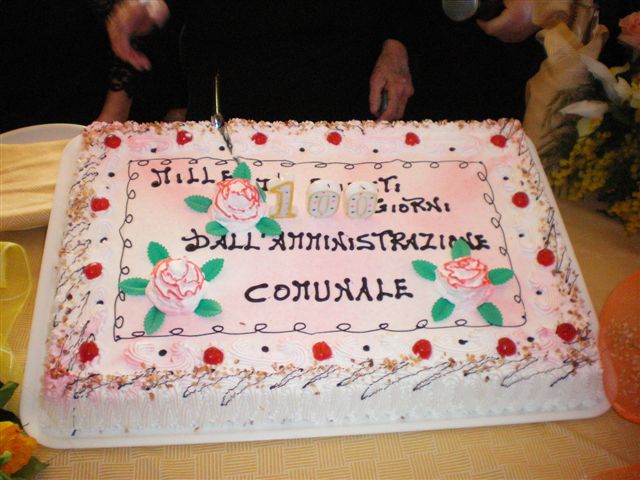 MILLE
100
GIORNI
DALL'AMMINISTRAZIONE
COMUNALE